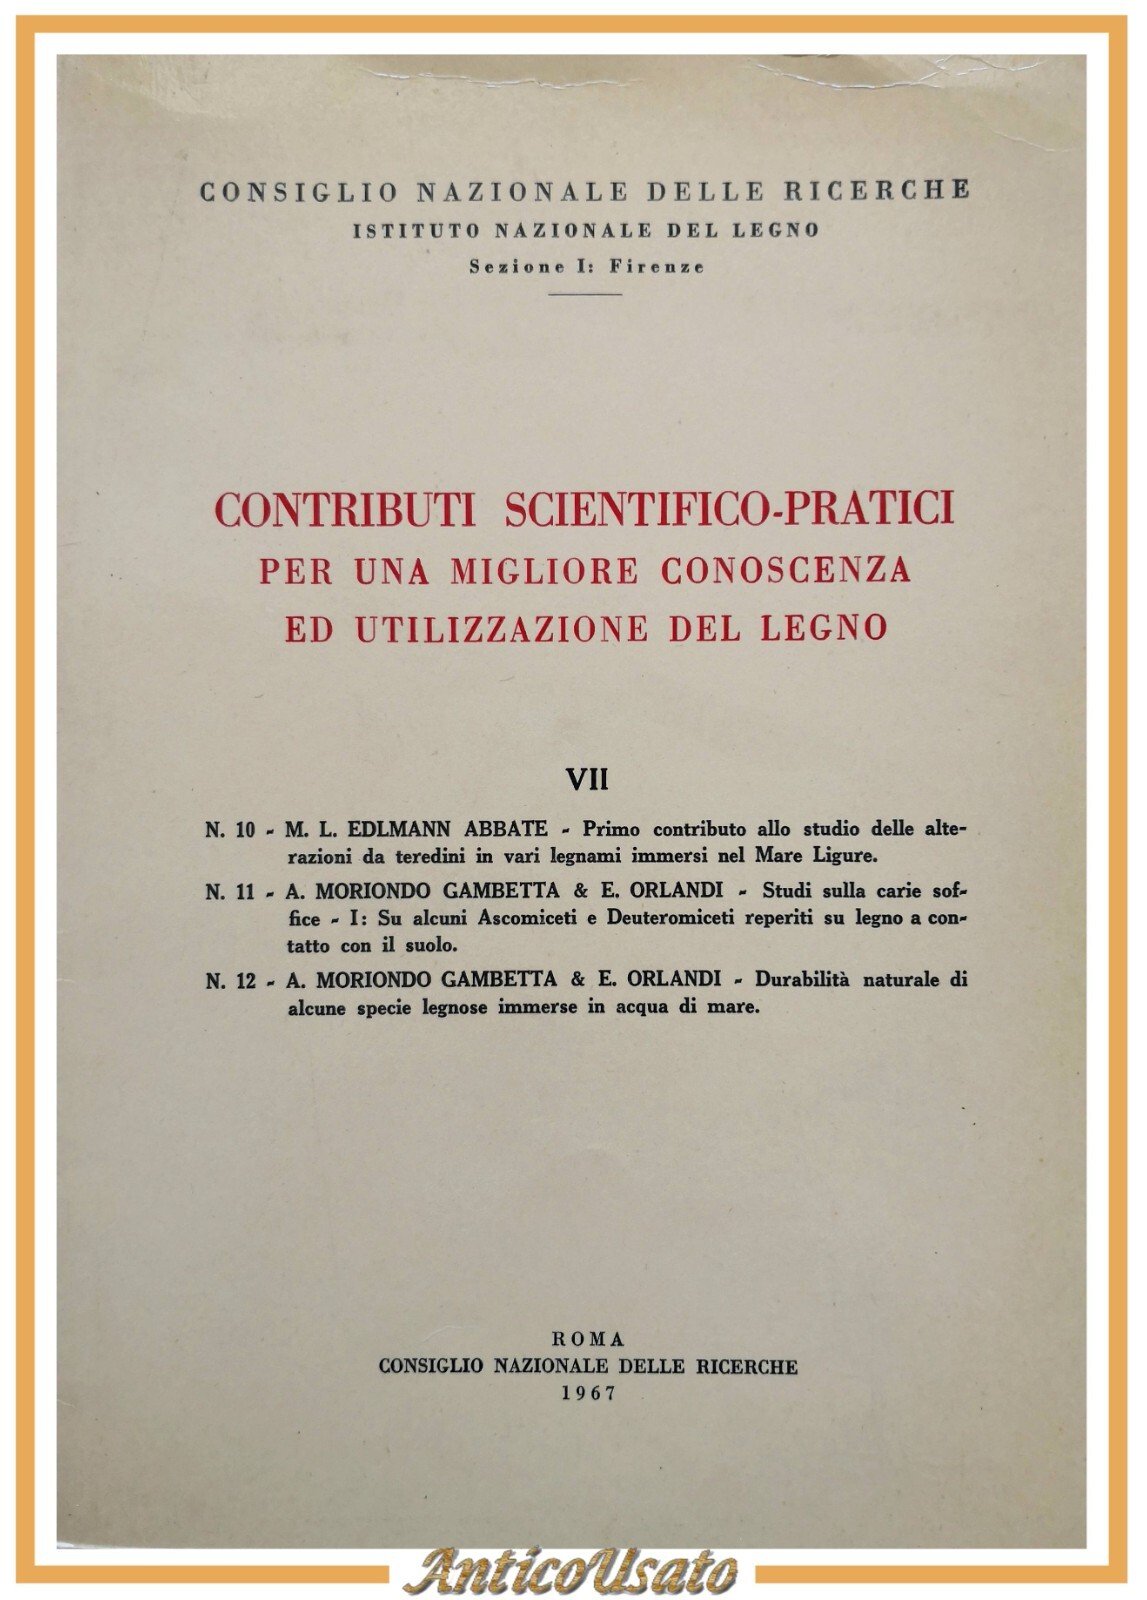 CONSIGLIO NAZIONALE DELLE RICERCHE
ISTITUTO NAZIONALE DEL LEGNO
Sezione I: Firenze
CONTRIBUTI SCIENTIFICO-PRATICI
PER UNA MIGLIORE CONOSCENZA
ED UTILIZZAZIONE DEL LEGNO
VII
N. 10 - M. L. EDLMANN ABBATE - Primo contributo allo studio delle alte-
razioni da teredini in vari legnami immersi nel Mare Ligure.
N. 11 - A. MORIONDO GAMBETTA & E. ORLANDI - Studi sulla carie sof-
fice - I: Su alcuni Ascomiceti e Deuteromiceti reperiti su legno a con-
tatto con il suolo.
N. 12 - A. MORIONDO GAMBETTA & E. ORLANDI - Durabilità naturale di
alcune specie legnose immerse in acqua di mare.
ROMA
CONSIGLIO NAZIONALE DELLE RICERCHE
1967
AnticoUsato